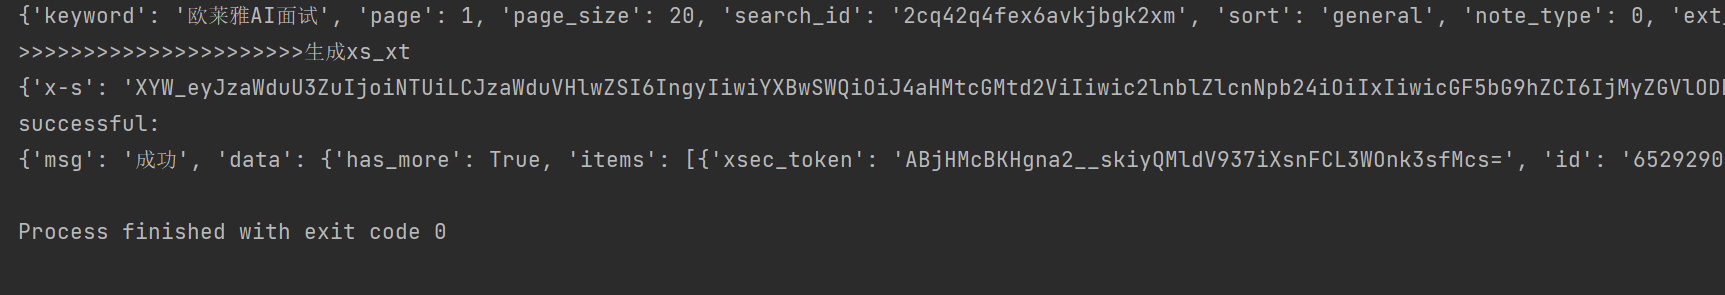 {'keyword': '欧莱雅AI面试', 'page': 1, 'page_size': 20, 'search_id': '2cq42q4fex6avkjbgk2xm', 'sort': 'general', 'note_type': 0, 'ext_
>>>>>>>>>>>>>>>>>>>>>>生成xs_xt
{'x-s': 'XYW_eyJzaWduU3ZuIjoiNTUiLCJzaWduVHlwZSI6IngyIiwiYXBwSWQiOiJ4aHMtcGMtd2ViIiwic2lnblZlcnNpb24iOiIxIiwicGF5bG9hZCI6IjMyZGVlODh
successful:
{'msg': '成功', 'data': {'has_more': True, 'items': [{'xsec_token': 'ABjHMcBKHgna2__skiyQMldV937iXsnFCL3WOnk3sfMcs=', 'id': '6529290
Process finished with exit code 0